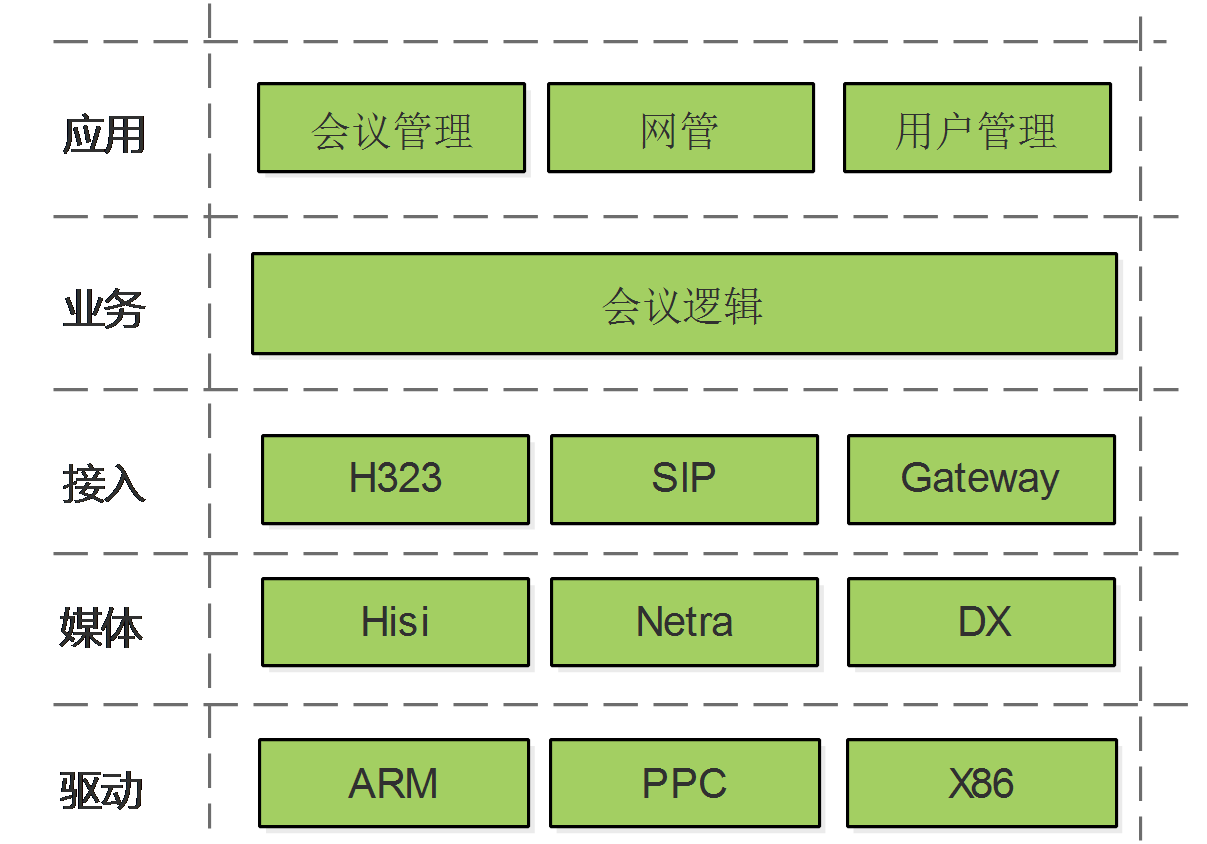 应用
会议管理
网管
用户管理
业务
会议逻辑
接入
H323
SIP
Gateway
媒体
Hisi
Netra
DX
驱动
ARM
PPC
X86